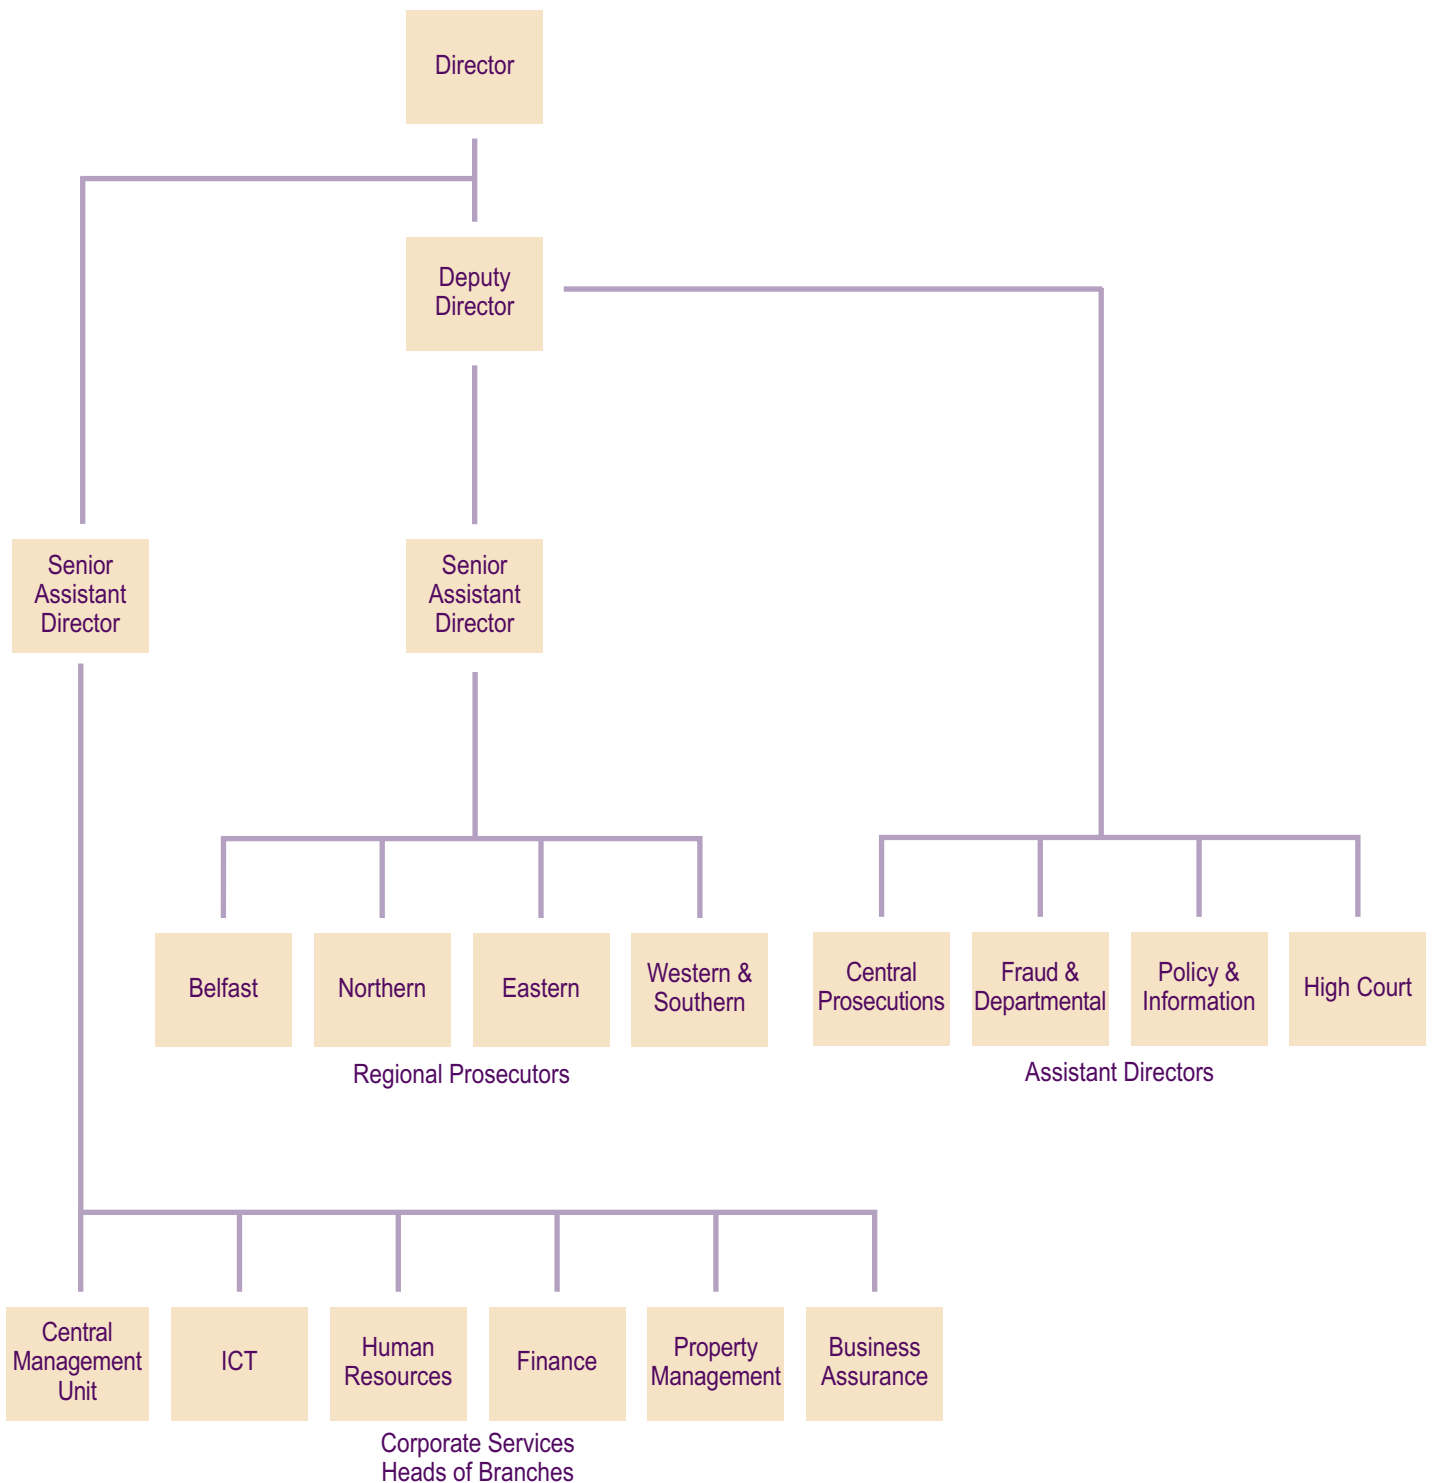 Director
Deputy
Director
Senior
Assistant
Director
Senior
Assistant
Director
Belfast
Northern
Eastern
Western &
Southern
Regional Prosecutors
Central
Prosecutions
Fraud &
Departmental
Policy &
Information
High Court
Assistant Directors
Central
Management
Unit
ICT
Human
Resources
Finance
Property
Management
Business
Assurance
Corporate Services
Heads of Branches